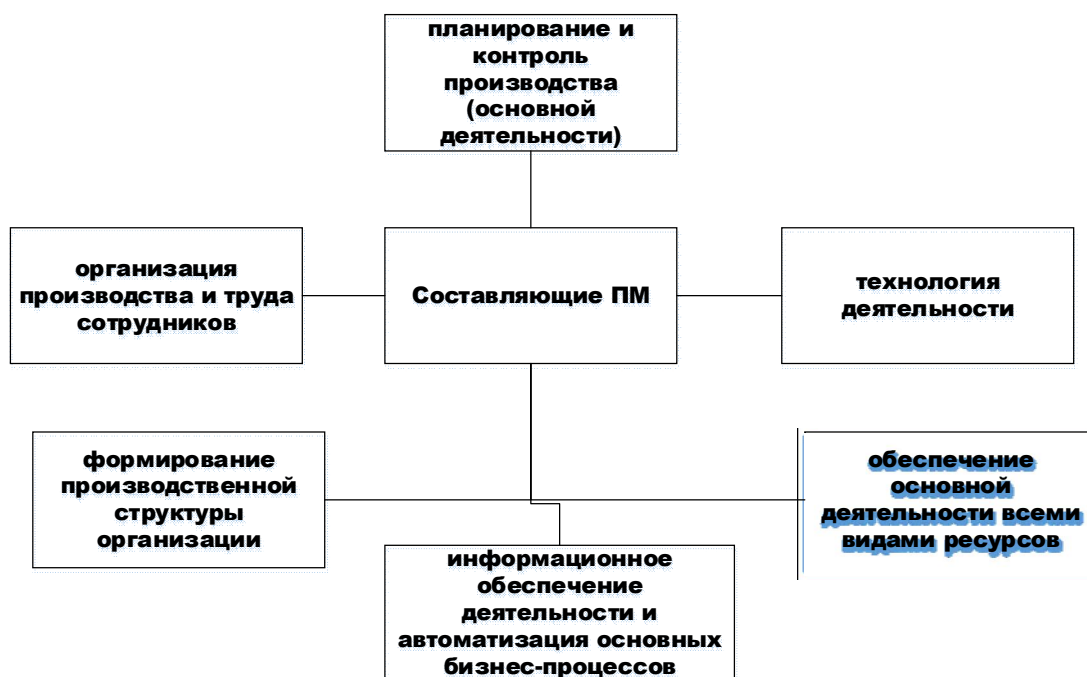 планирование и
контроль
производства
(основной
деятельности)
организация
производства и труда
сотрудников
Составляющие ПМ
технология
деятельности
формирование
производственной
структуры
организации
обеспечение
основной
деятельности всеми
видами ресурсов
информационное
обеспечение
деятельности и
автоматизация основных
бизнес-процессов